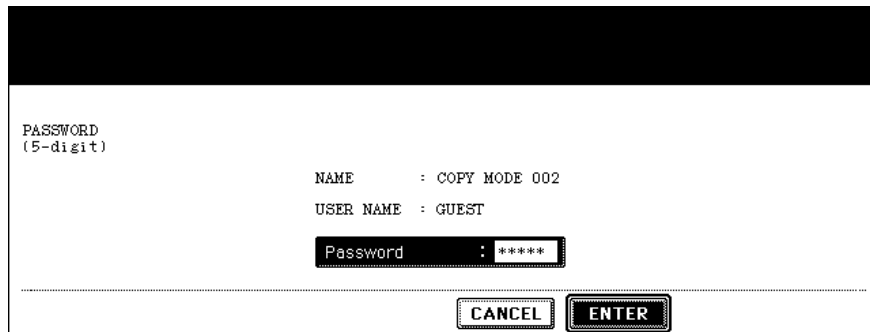 PASSWORD
(5-digit)
NAME : COPY MODE 002
USER NAME : GUEST
Password : *****
CANCEL ENTER